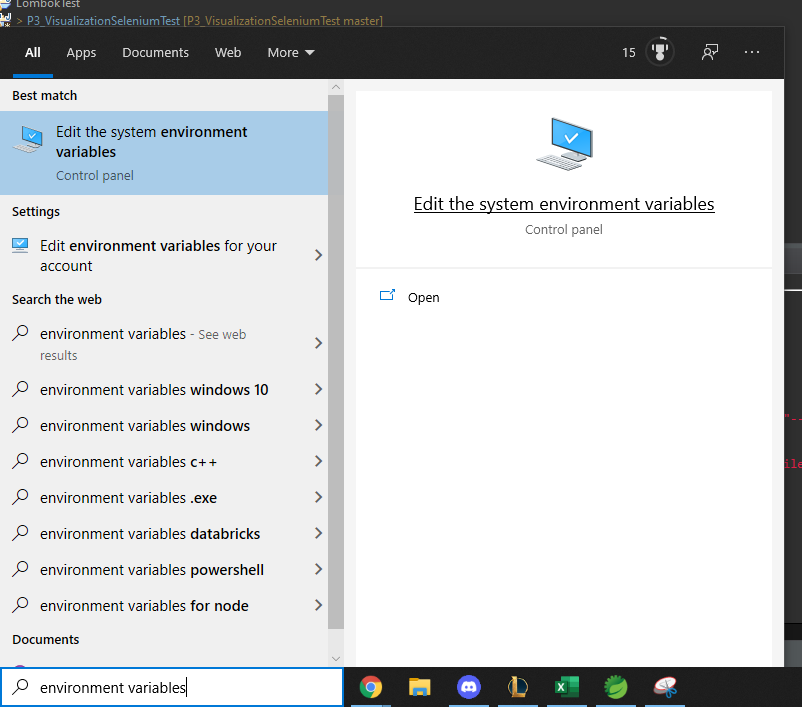 LombokTest
> P3_VisualizationSeleniumTest [P3_VisualizationSeleniumTest master]
All Apps Documents Web More 15
Best match
Edit the system environment
variables
Control panel
Settings
Edit environment variables for your
account
Search the web
environment variables - See web
results
environment variables windows 10
environment variables windows
environment variables c++
environment variables .exe
environment variables databricks
environment variables powershell
environment variables for node
Documents
environment variables
Edit the system environment variables
Control panel
Open
"--
ile